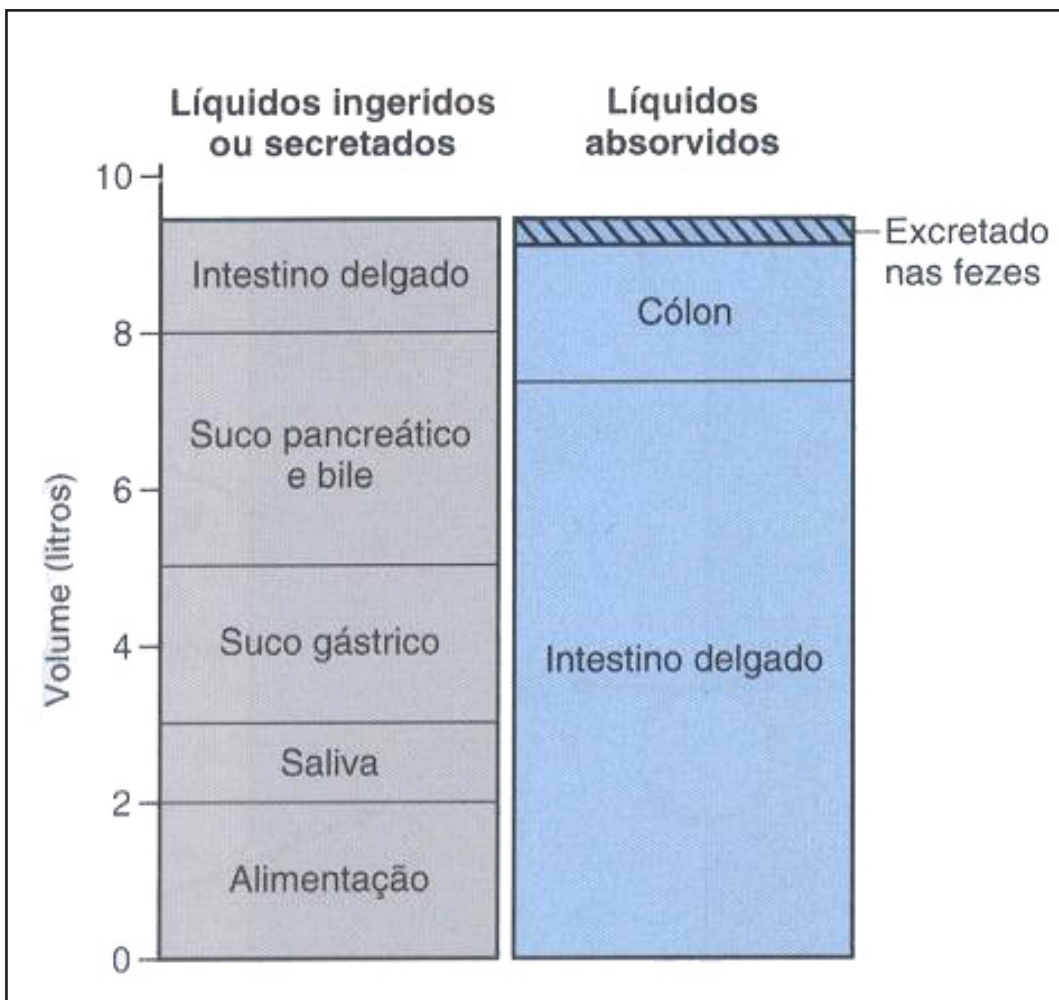 Líquidos ingeridos
ou secretados
Líquidos
absorvidos
Volume (litros)
10
8
6
4
2
0
Intestino delgado
Suco pancreático
e bile
Suco gástrico
Saliva
Alimentação
Excretado
nas fezes
Cólon
Intestino delgado